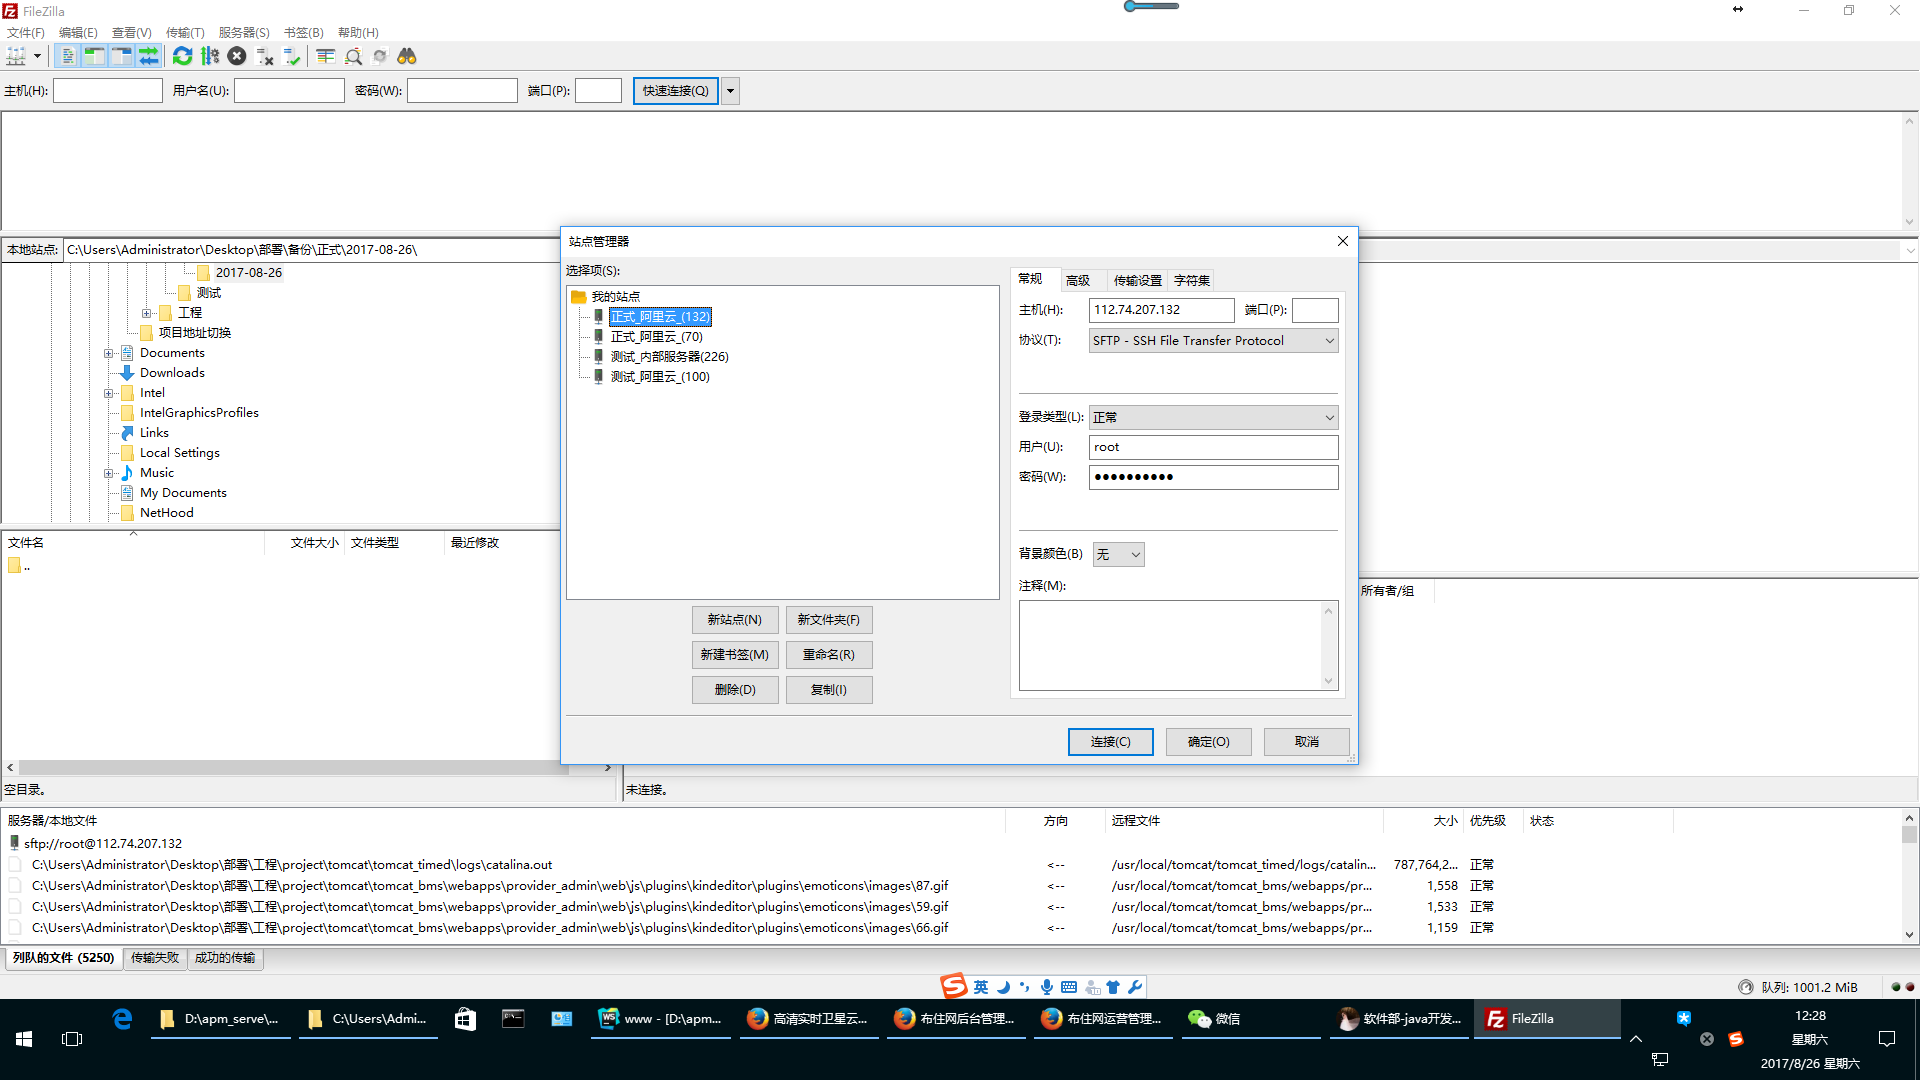 FileZilla
文件(F) 编辑(E) 查看(V) 传输(T) 服务器(S) 书签(B) 帮助(H)
主机(H): 用户名(U): 密码(W): 端口(P): 快速连接(Q)
本地站点: C:\Users\Administrator\Desktop\部署\备份\正式\2017-08-26\
2017-08-26
测试
工程
项目地址切换
Documents
Downloads
Intel
IntelGraphicsProfiles
Links
Local Settings
Music
My Documents
NetHood
文件名 文件大小 文件类型 最近修改
..
空目录。
站点管理器
选择项(S):
我的站点
正式_阿里云_(132)
正式_阿里云_(70)
测试_内部服务器(226)
测试_阿里云_(100)
新站点(N) 新文件夹(F)
新建书签(M) 重命名(R)
删除(D) 复制(I)
常规 高级 传输设置 字符集
主机(H): 112.74.207.132 端口(P):
协议(T): SFTP - SSH File Transfer Protocol
登录类型(L): 正常
用户(U): root
密码(W): ●●●●●●●●●●
背景颜色(B) 无
注释(M):
连接(C) 确定(O) 取消
所有者/组
未连接。
服务器/本地文件 方向 远程文件 大小 优先级 状态
sftp://root@112.74.207.132
C:\Users\Administrator\Desktop\部署\工程\project\tomcat\tomcat_timed\logs\catalina.out <-- /usr/local/tomcat/tomcat_timed/logs/catalin... 787,764,2... 正常
C:\Users\Administrator\Desktop\部署\工程\project\tomcat\tomcat_bms\webapps\provider_admin\web\js\plugins\kindeditor\plugins\emoticons\images\87.gif <-- /usr/local/tomcat/tomcat_bms/webapps/pr... 1,558 正常
C:\Users\Administrator\Desktop\部署\工程\project\tomcat\tomcat_bms\webapps\provider_admin\web\js\plugins\kindeditor\plugins\emoticons\images\59.gif <-- /usr/local/tomcat/tomcat_bms/webapps/pr... 1,533 正常
C:\Users\Administrator\Desktop\部署\工程\project\tomcat\tomcat_bms\webapps\provider_admin\web\js\plugins\kindeditor\plugins\emoticons\images\66.gif <-- /usr/local/tomcat/tomcat_bms/webapps/pr... 1,159 正常
列队的文件 (5250) 传输失败 成功的传输
英
队列: 1001.2 MiB
D:\apm_serve\... C:\Users\Admi... www - [D:\apm... 高清实时卫星云... 布住网后台管理... 布住网运营管理... 微信 软件部-java开发... FileZilla
12:28
星期六
2017/8/26 星期六